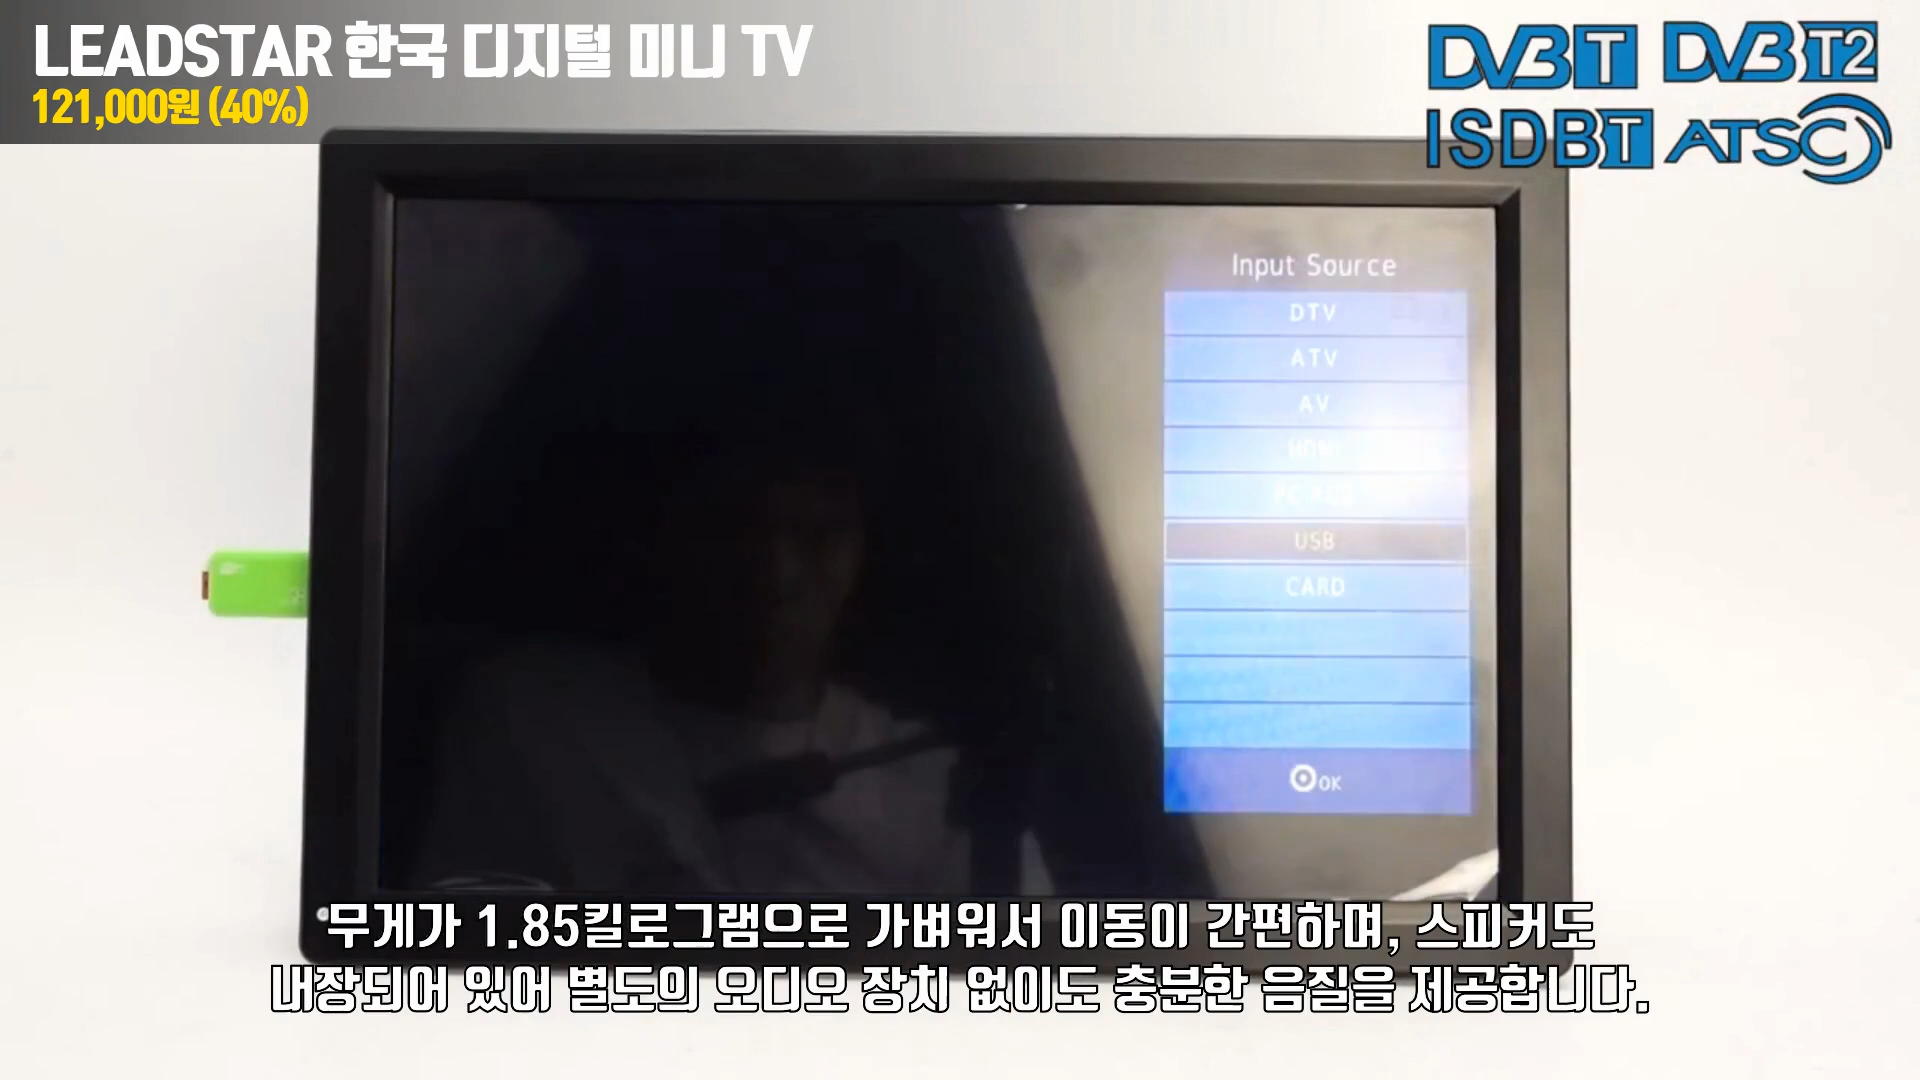 LEADSTAR 한국 디지털 미니 TV
121,000원 (40%)
DVB T DVB T2
ISDB T ATSC
Input Source
DTV
ATV
AV
HDMI
USB
CARD
OK
무게가 1.85킬로그램으로 가벼워서 이동이 간편하며, 스피커도
내장되어 있어 별도의 오디오 장치 없이도 충분한 음질을 제공합니다.